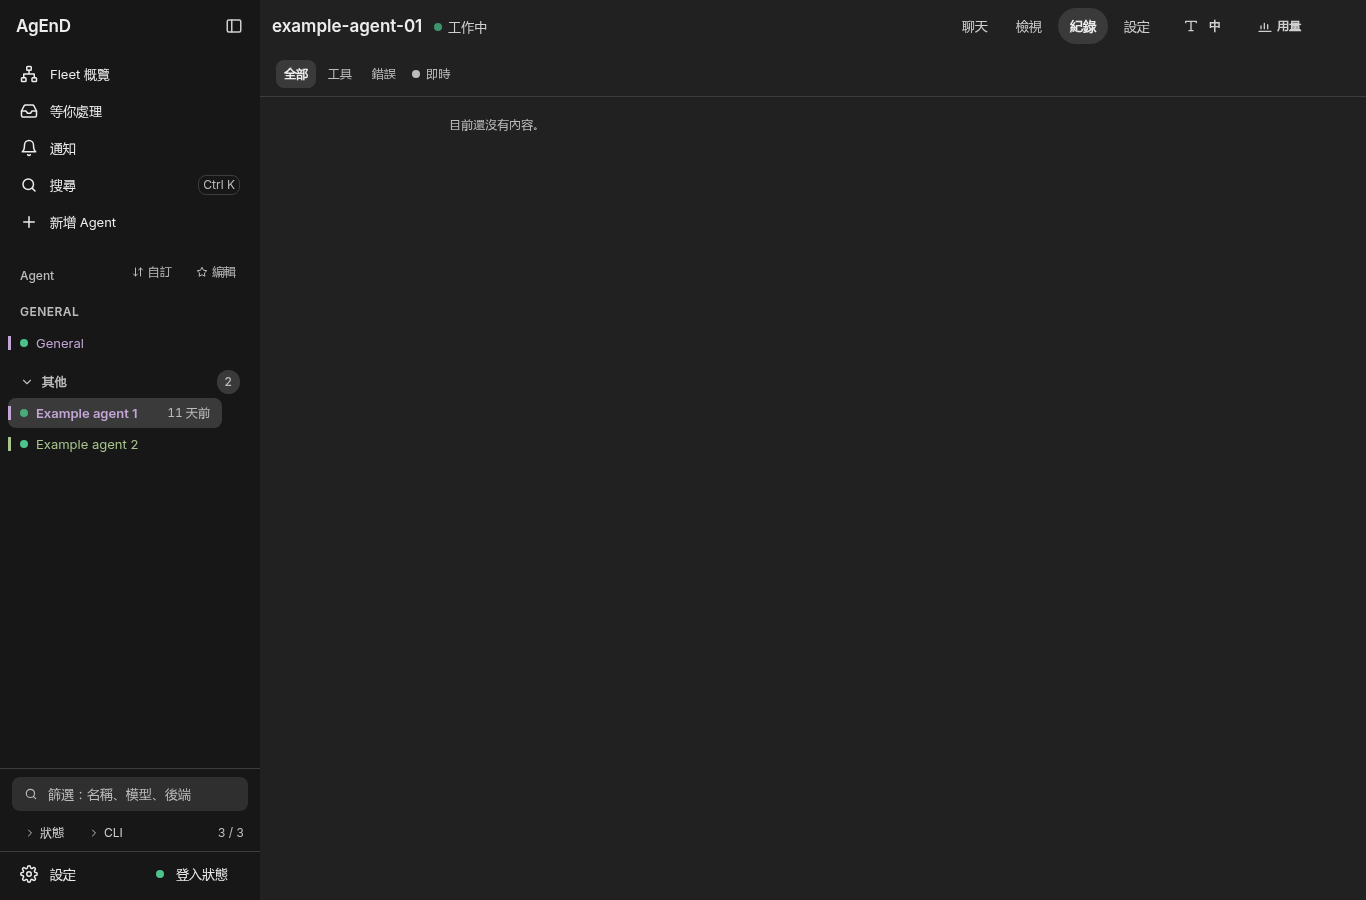 AgEnD
Fleet 概覽
等你處理
通知
搜尋 Ctrl K
新增 Agent
Agent 自訂 編輯
GENERAL
General
其他 2
Example agent 1 11 天前
Example agent 2
篩選：名稱、模型、後端
狀態 CLI 3 / 3
設定 登入狀態
example-agent-01 工作中
聊天 檢視 紀錄 設定 T 中 用量
全部 工具 錯誤 即時
目前還沒有內容。